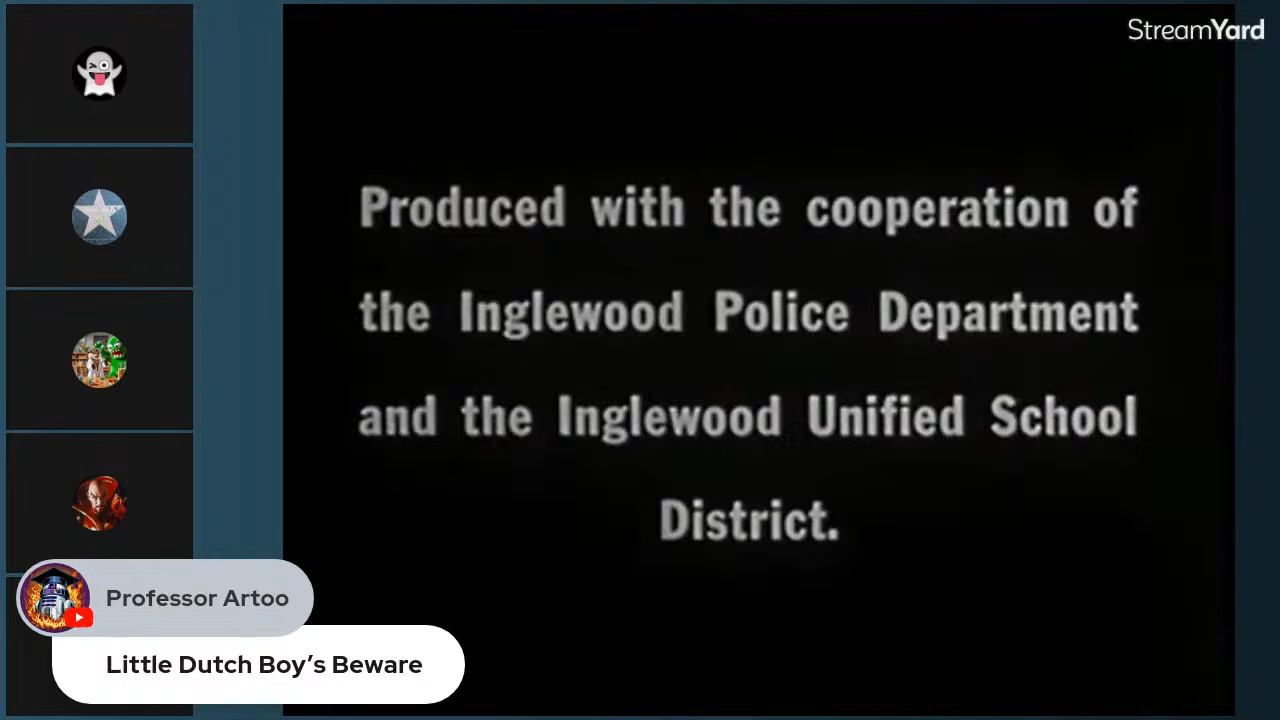 StreamYard
Produced with the cooperation of
the Inglewood Police Department
and the Inglewood Unified School
District.
Professor Artoo
Little Dutch Boy’s Beware